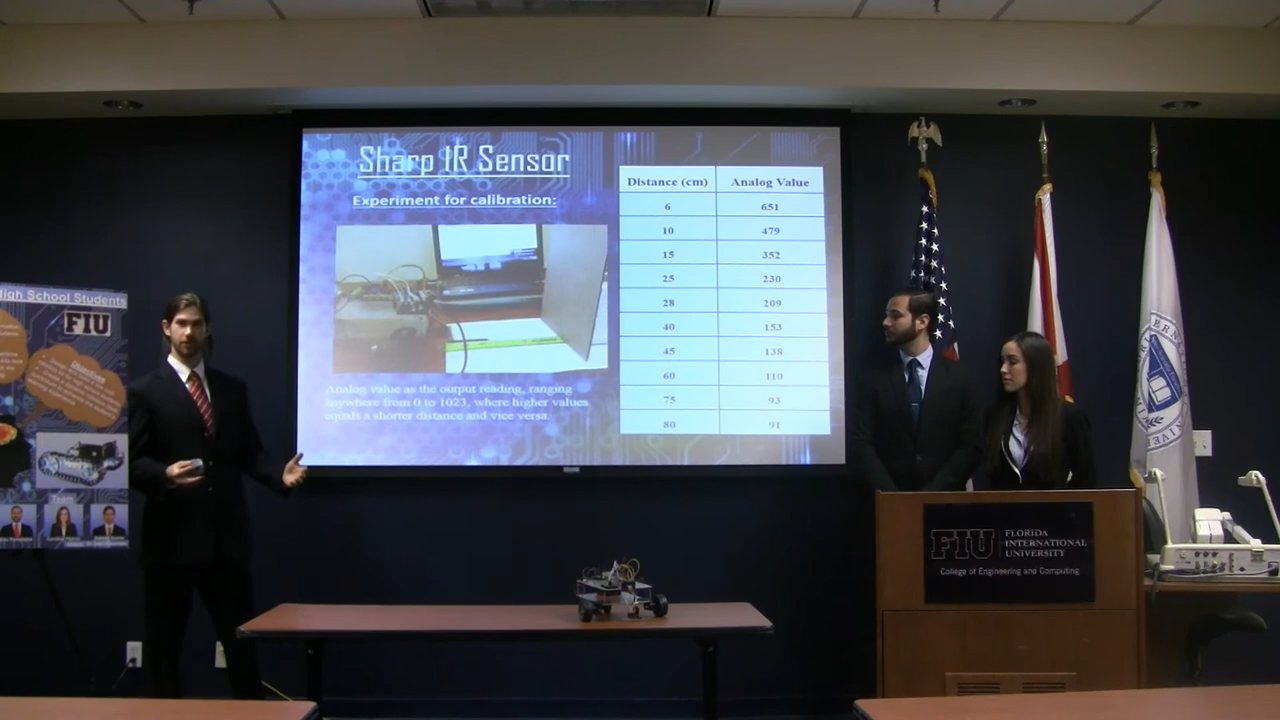 Sharp IR Sensor
Experiment for calibration:
Distance (cm) Analog Value
6 651
10 479
15 352
25 230
28 209
40 153
45 138
60 110
75 93
80 91
Analog value as the output reading, ranging
anywhere from 0 to 1023, where higher values
equals a shorter distance and vice versa.
High School Students
FIU
Objectives
Team
FIU FLORIDA
INTERNATIONAL
UNIVERSITY
College of Engineering and Computing